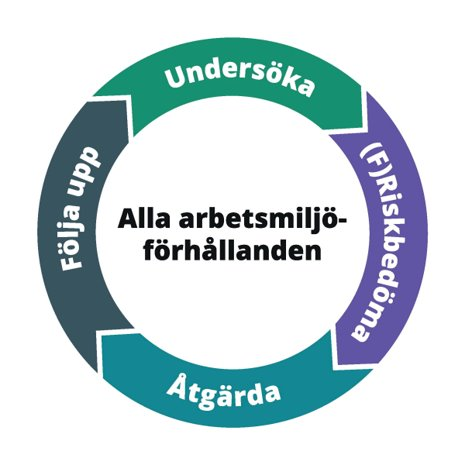 Undersöka
(F)Riskbedöma
Åtgärda
Följa upp
Alla arbetsmiljö-
förhållanden